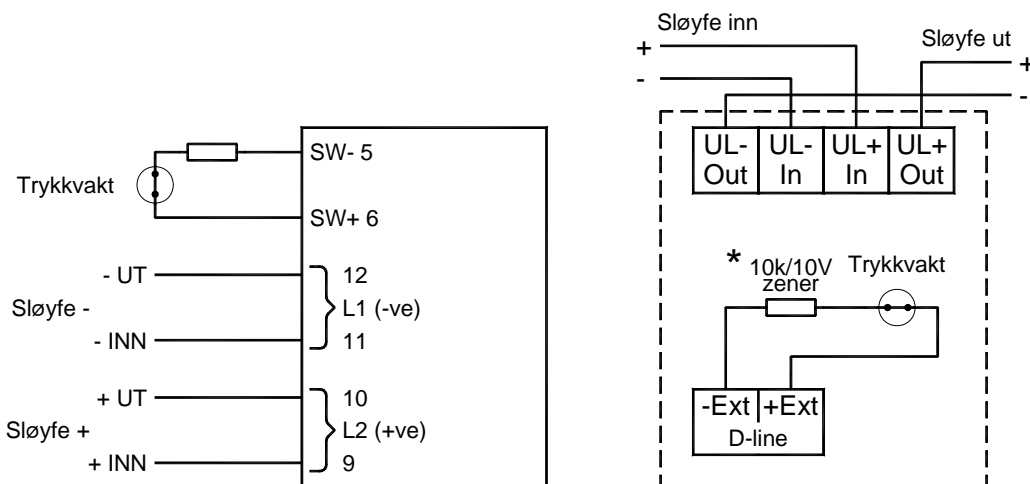 SW- 5
Trykkvakt
SW+ 6
- UT
12
Sløyfe -
L1 (-ve)
- INN
11
+ UT
10
Sløyfe +
L2 (+ve)
+ INN
9
Sløyfe inn
+
-
Sløyfe ut
+
-
UL- Out
UL- In
UL+ In
UL+ Out
* 10k/10V
zener
Trykkvakt
-Ext
+Ext
D-line